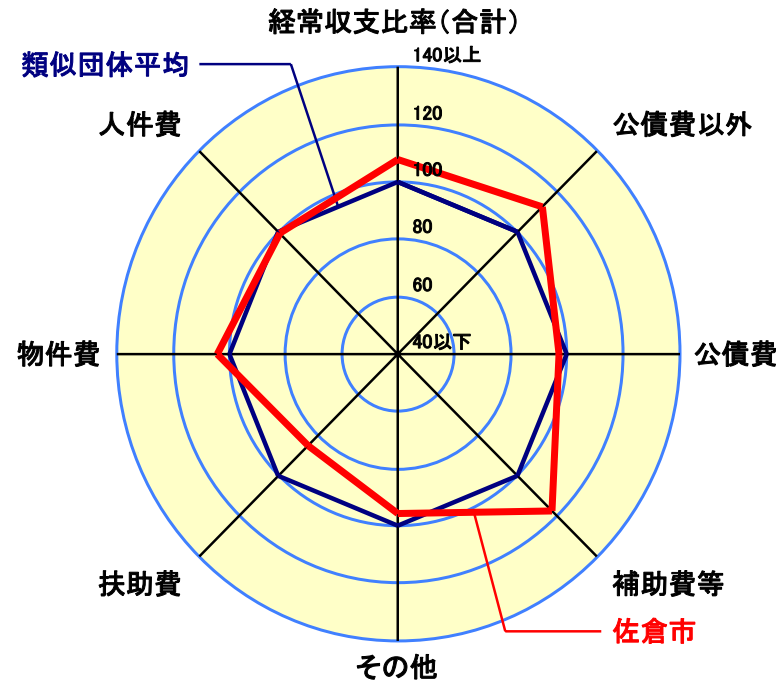 経常収支比率(合計)
類似団体平均
140以上
人件費
120
公債費以外
100
80
60
40以下
物件費
公債費
扶助費
補助費等
佐倉市
その他